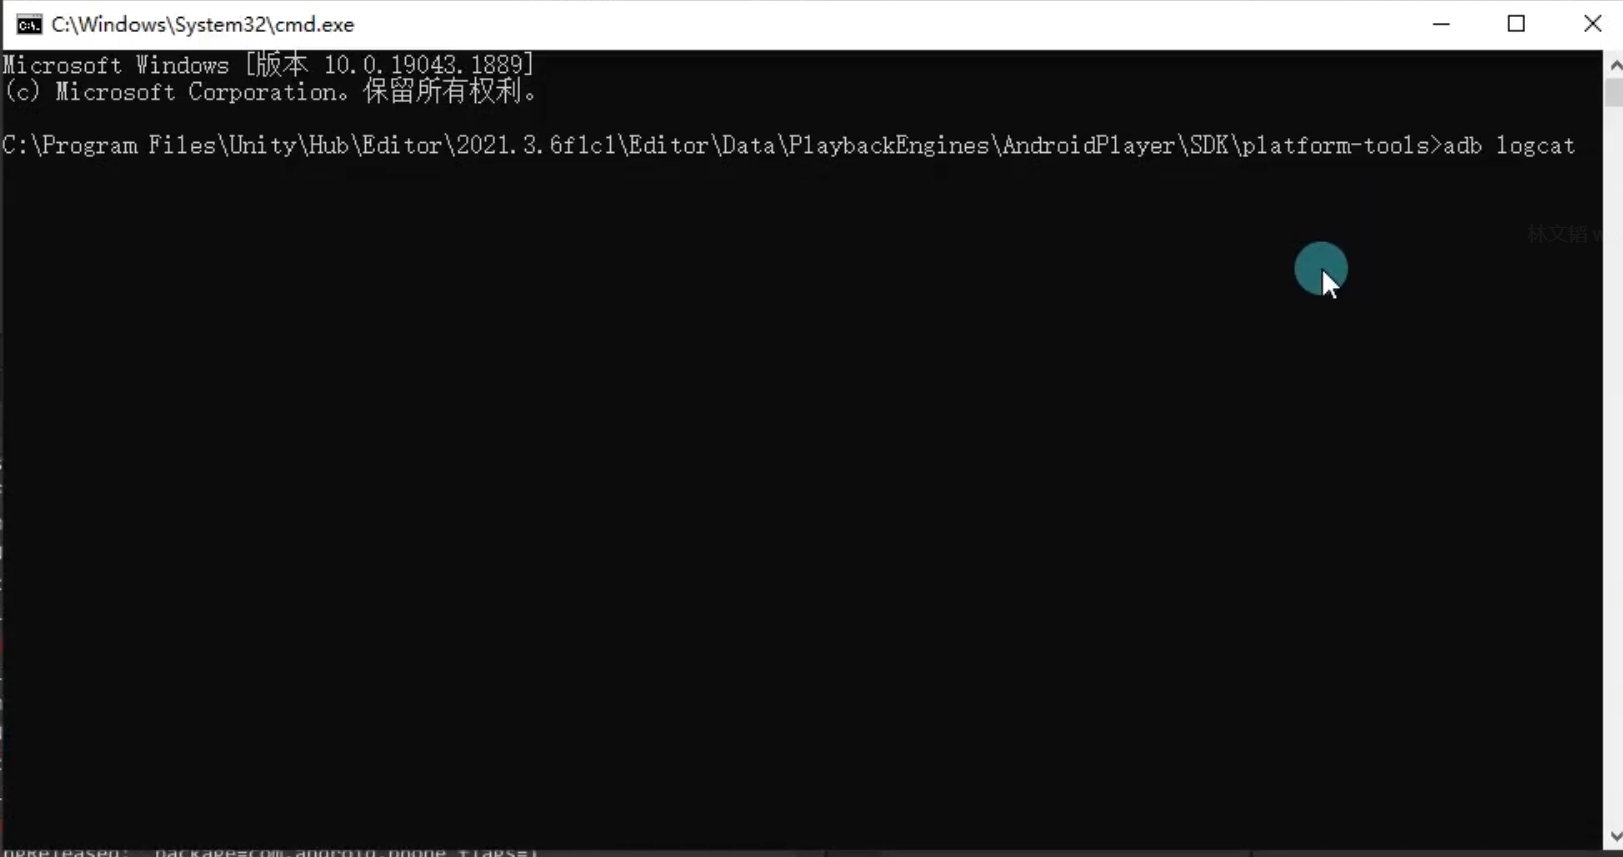 C:\Windows\System32\cmd.exe
Microsoft Windows [版本 10.0.19043.1889]
(c) Microsoft Corporation。保留所有权利。
C:\Program Files\Unity\Hub\Editor\2021.3.6f1c1\Editor\Data\PlaybackEngines\AndroidPlayer\SDK\platform-tools>adb logcat
林文韬
package=com.android.phone flags=1